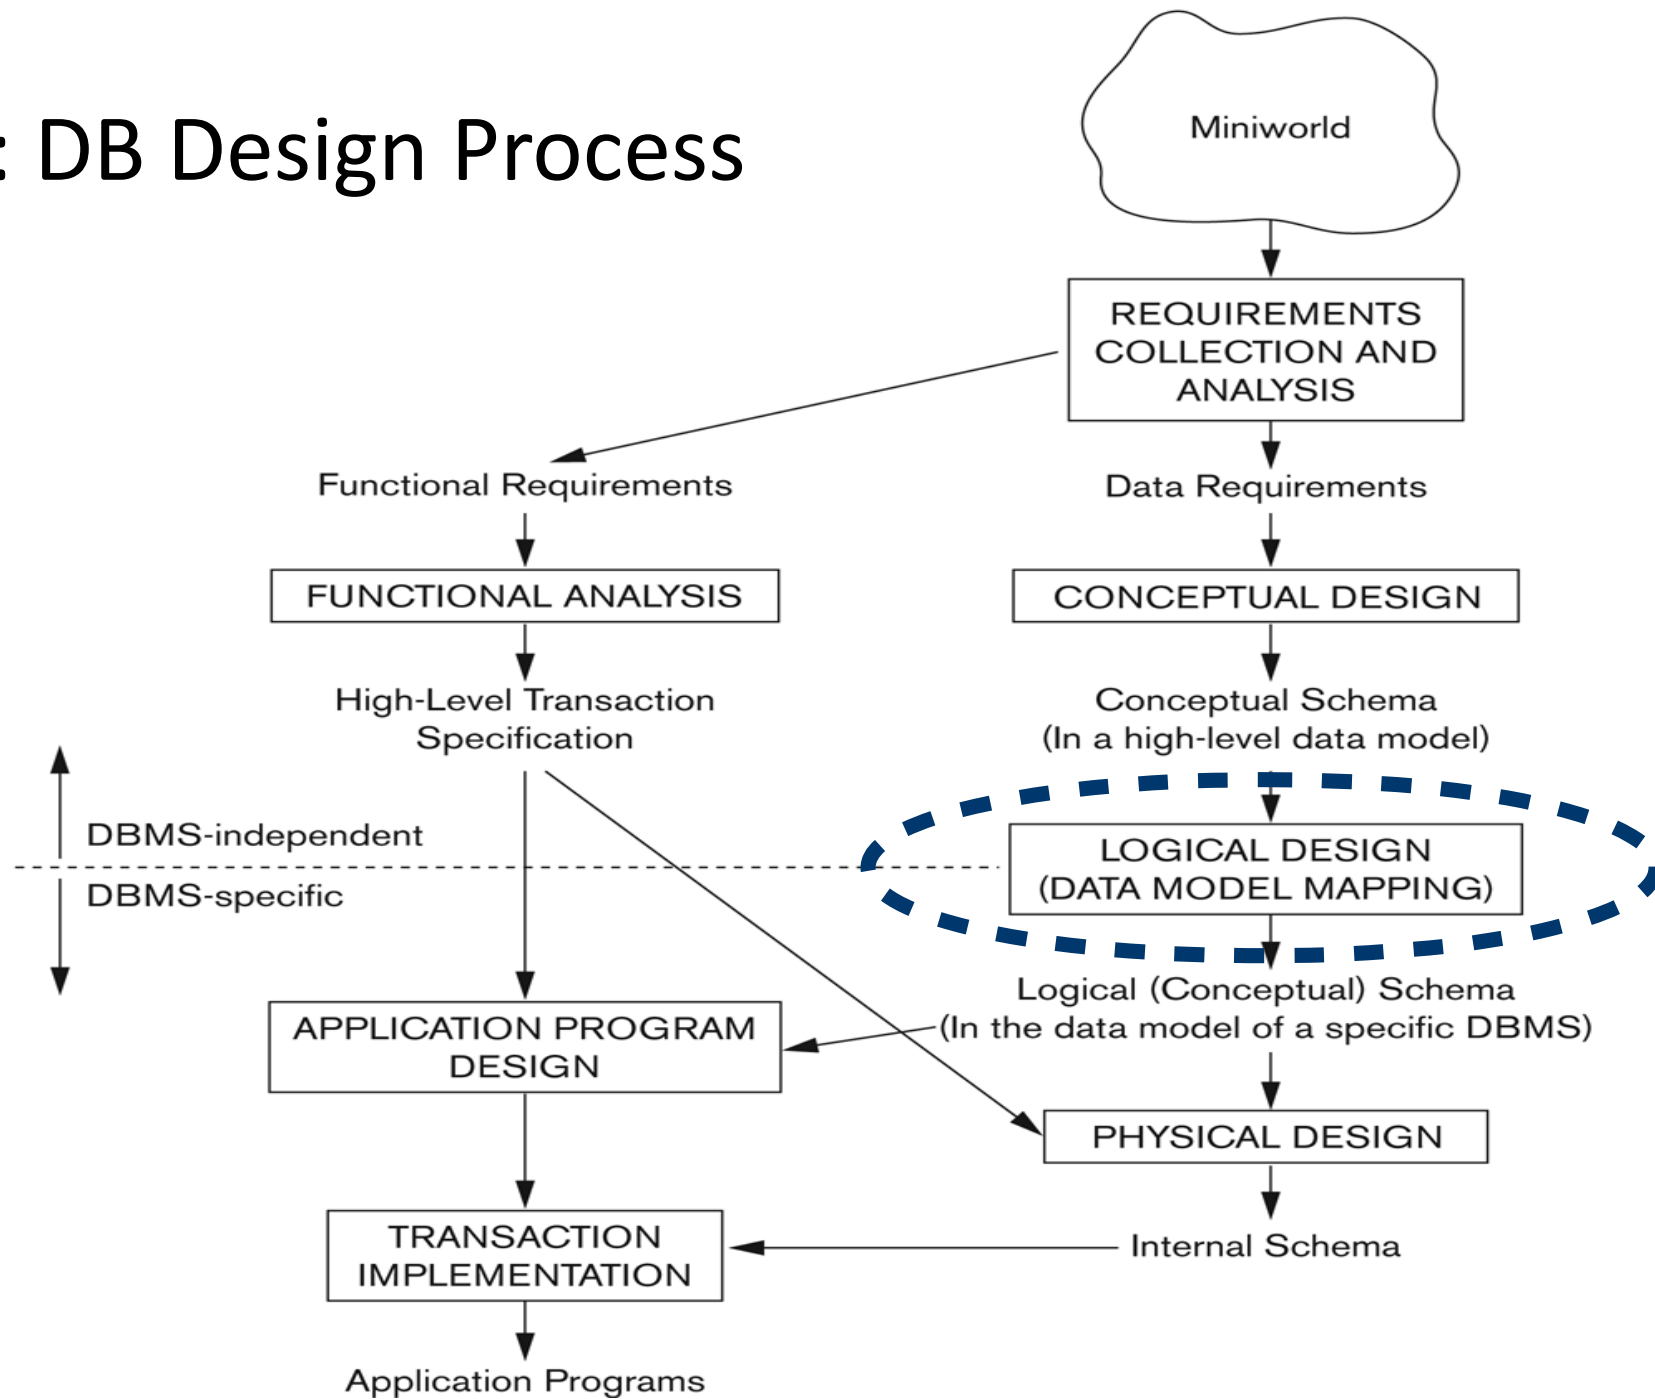 : DB Design Process
Miniworld
REQUIREMENTS
COLLECTION AND
ANALYSIS
Functional Requirements
Data Requirements
FUNCTIONAL ANALYSIS
CONCEPTUAL DESIGN
High-Level Transaction
Specification
Conceptual Schema
(In a high-level data model)
DBMS-independent
DBMS-specific
LOGICAL DESIGN
(DATA MODEL MAPPING)
Logical (Conceptual) Schema
(In the data model of a specific DBMS)
APPLICATION PROGRAM
DESIGN
PHYSICAL DESIGN
TRANSACTION
IMPLEMENTATION
Internal Schema
Application Programs